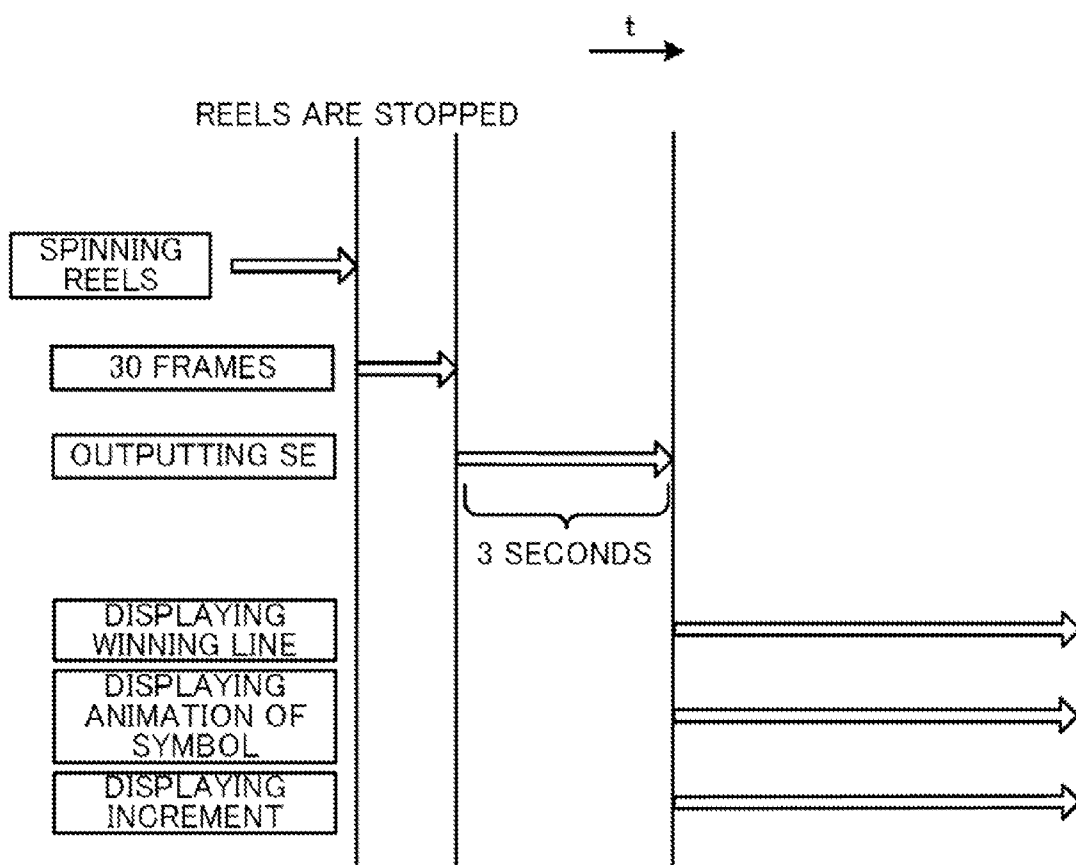 t
REELS ARE STOPPED
SPINNING
REELS
30 FRAMES
OUTPUTTING SE
3 SECONDS
DISPLAYING
WINNING LINE
DISPLAYING
ANIMATION OF
SYMBOL
DISPLAYING
INCREMENT